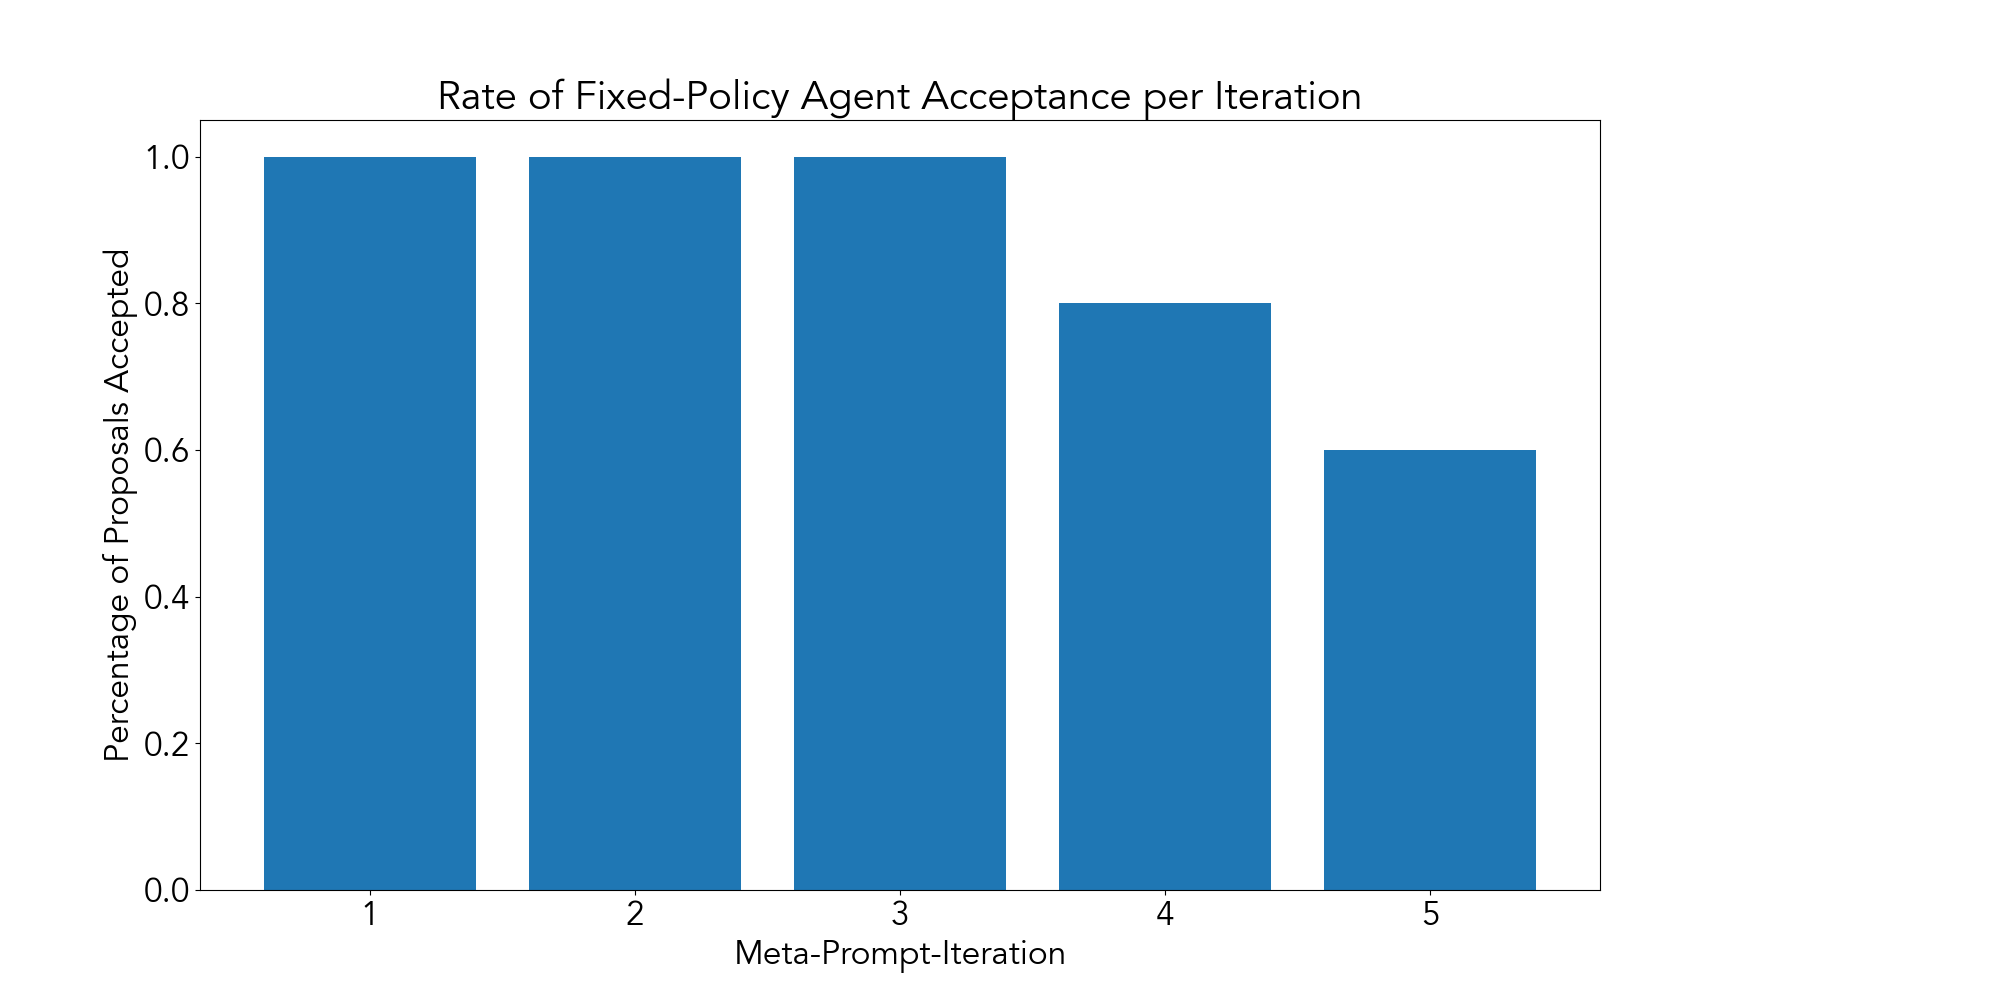 Rate of Fixed-Policy Agent Acceptance per Iteration
Percentage of Proposals Accepted
1.0
0.8
0.6
0.4
0.2
0.0
1 2 3 4 5
Meta-Prompt-Iteration